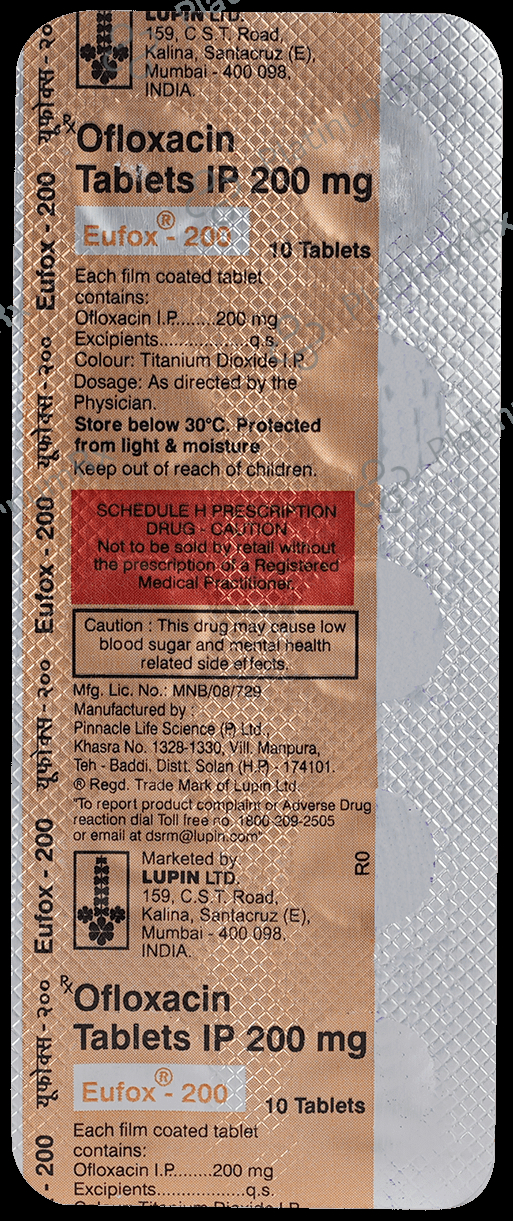 LUPIN LTD.
159, C.S.T. Road,
Kalina, Santacruz (E),
Mumbai - 400 098,
INDIA.
Rx Ofloxacin
Tablets IP 200 mg
Eufox® - 200
10 Tablets
Each film coated tablet
contains:
Ofloxacin I.P........200 mg
Excipients.................q.s.
Colour: Titanium Dioxide I.P.
Dosage: As directed by the
Physician.
Store below 30°C. Protected
from light & moisture
Keep out of reach of children.
SCHEDULE H PRESCRIPTION
DRUG - CAUTION
Not to be sold by retail without
the prescription of a Registered
Medical Practitioner.
Caution : This drug may cause low
blood sugar and mental health
related side effects.
Mfg. Lic. No.: MNB/08/729
Manufactured by :
Pinnacle Life Science (P) Ltd.,
Khasra No. 1328-1330, Vill. Manpura,
Teh - Baddi, Distt. Solan (H.P.) - 174101.
® Regd. Trade Mark of Lupin Ltd.
"To report product complaint or Adverse Drug
reaction dial Toll free no. 1800-209-2505
or email at dsrm@lupin.com"
R0
Marketed by
LUPIN LTD.
159, C.S.T. Road,
Kalina, Santacruz (E),
Mumbai - 400 098,
INDIA.
Rx Ofloxacin
Tablets IP 200 mg
Eufox® - 200
10 Tablets
Each film coated tablet
contains:
Ofloxacin I.P........200 mg
Excipients.................q.s.
Colour: Titanium Dioxide I.P.
- 200 यूफोक्स - २०० Eufox - 200 यूफोक्स - २०० Eufox - 200 यूफोक्स - २०० Eufox - 200 यूफोक्स - २०